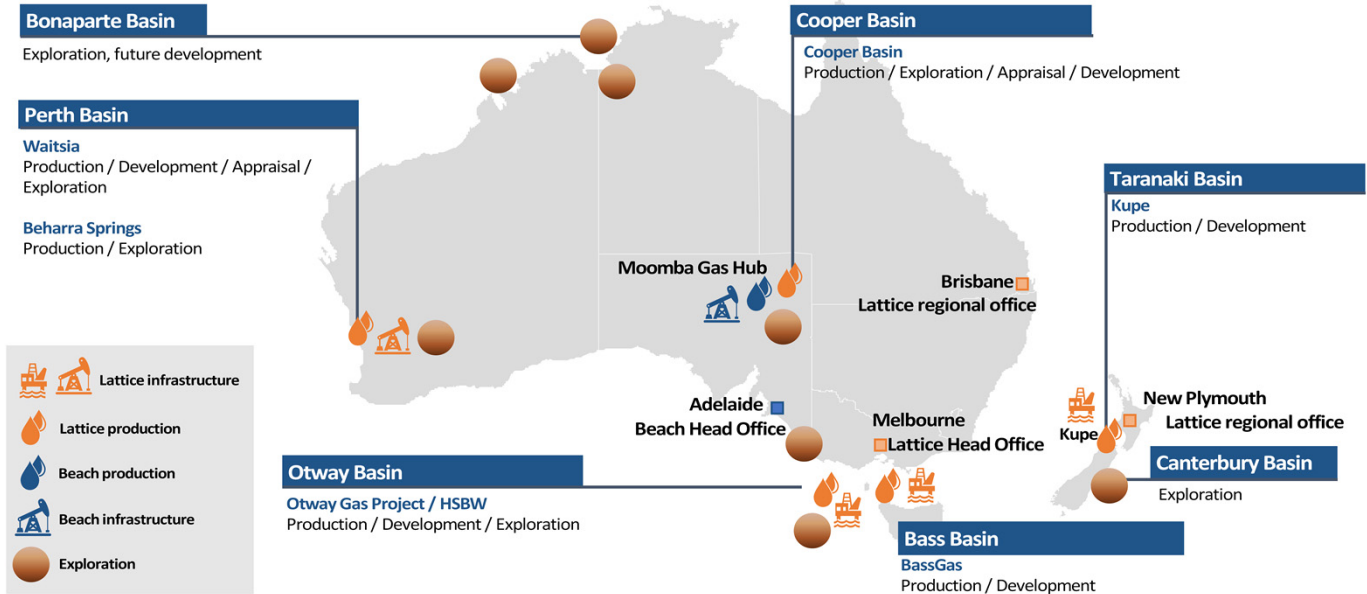 Bonaparte Basin
Exploration, future development
Cooper Basin
Cooper Basin
Production / Exploration / Appraisal / Development
Perth Basin
Waitsia
Production / Development / Appraisal /
Exploration
Beharra Springs
Production / Exploration
Taranaki Basin
Kupe
Production / Development
Moomba Gas Hub
Brisbane
Lattice regional office
Lattice infrastructure
Lattice production
Beach production
Beach infrastructure
Exploration
Adelaide
Beach Head Office
Melbourne
Lattice Head Office
Kupe
New Plymouth
Lattice regional office
Canterbury Basin
Exploration
Otway Basin
Otway Gas Project / HSBW
Production / Development / Exploration
Bass Basin
BassGas
Production / Development